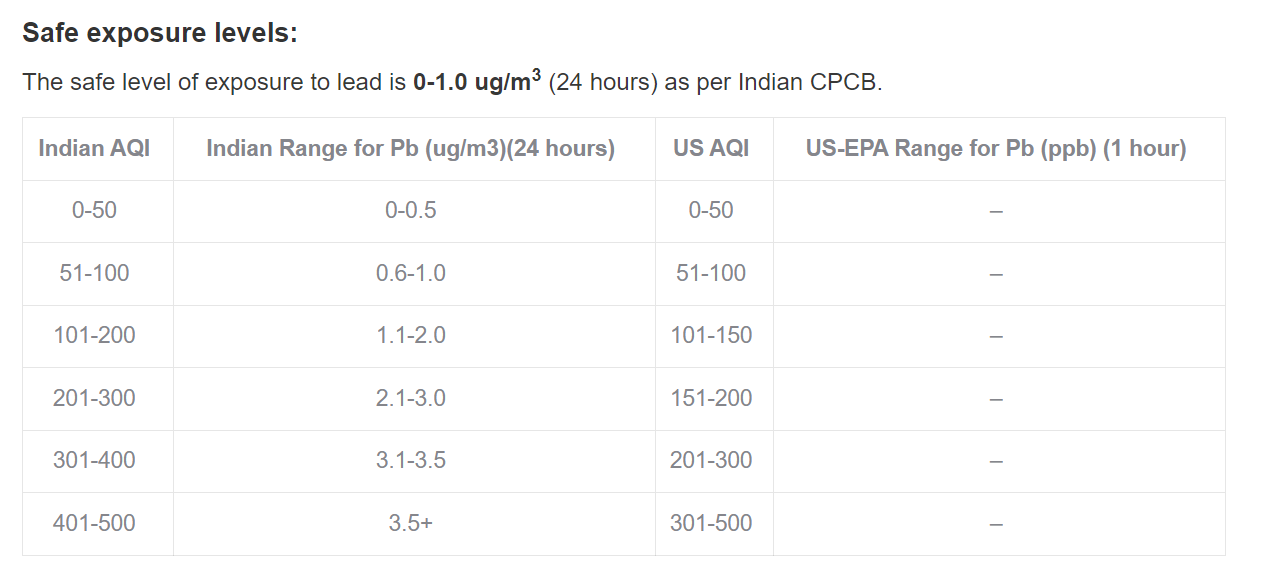 Safe exposure levels:
The safe level of exposure to lead is 0-1.0 ug/m³ (24 hours) as per Indian CPCB.
Indian AQI Indian Range for Pb (ug/m3)(24 hours) US AQI US-EPA Range for Pb (ppb) (1 hour)
0-50 0-0.5 0-50 –
51-100 0.6-1.0 51-100 –
101-200 1.1-2.0 101-150 –
201-300 2.1-3.0 151-200 –
301-400 3.1-3.5 201-300 –
401-500 3.5+ 301-500 –